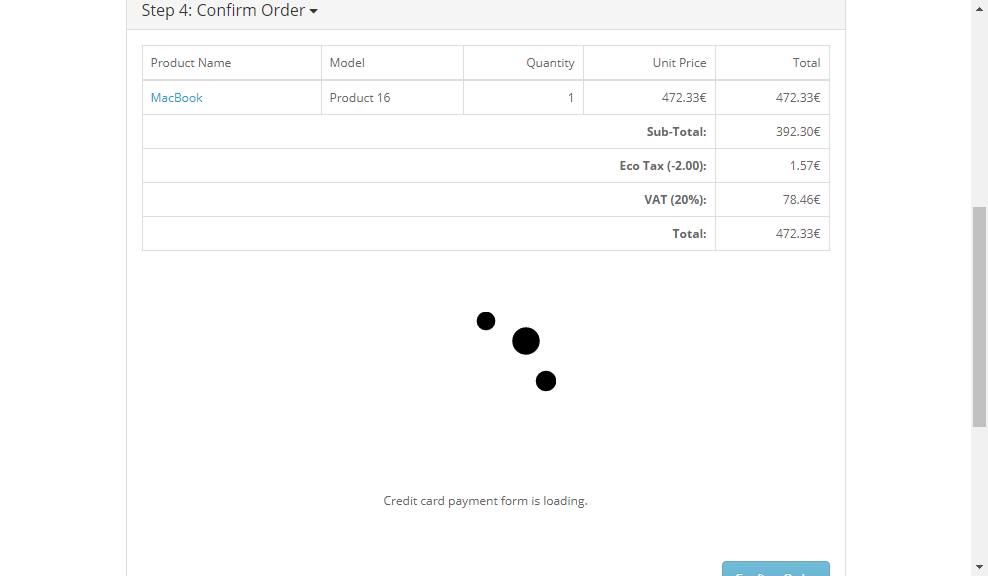 Step 4: Confirm Order
Product Name Model Quantity Unit Price Total
MacBook Product 16 1 472.33€ 472.33€
Sub-Total: 392.30€
Eco Tax (-2.00): 1.57€
VAT (20%): 78.46€
Total: 472.33€
Credit card payment form is loading.